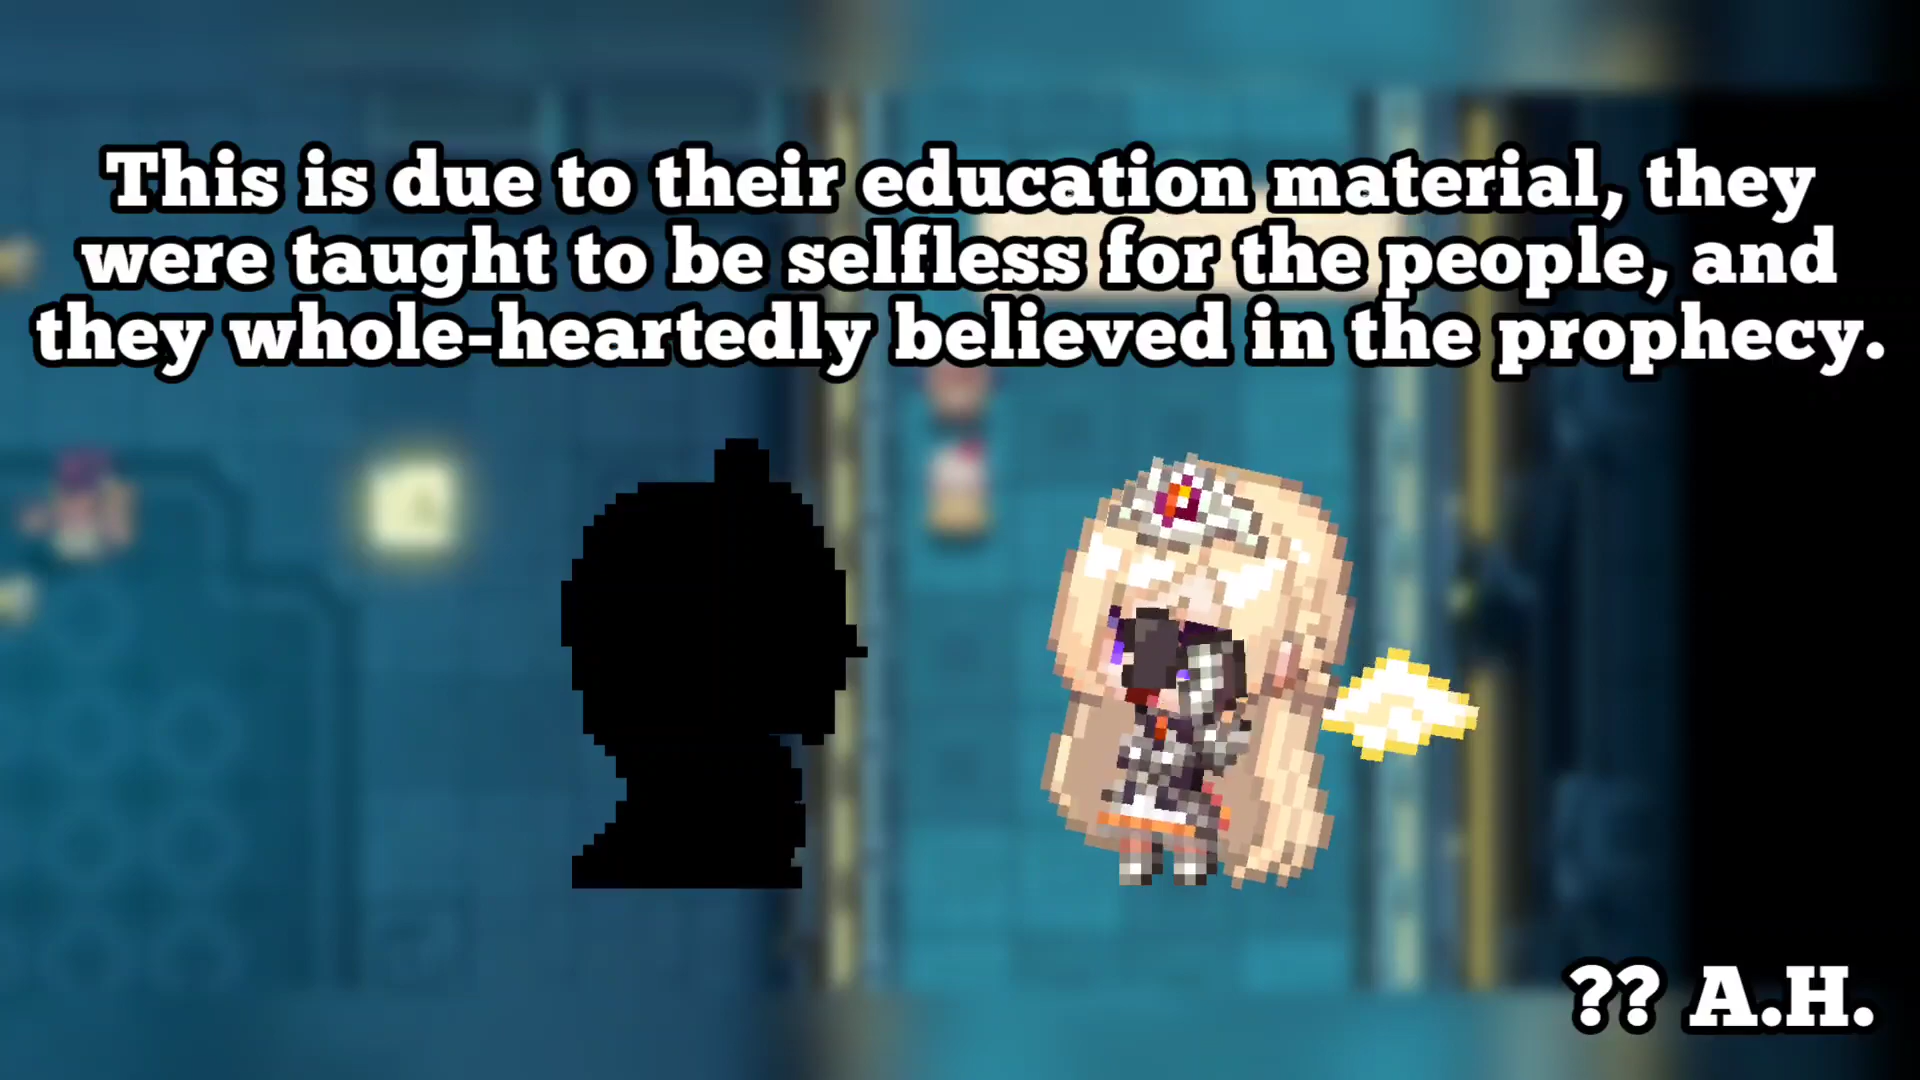 This is due to their education material, they
were taught to be selfless for the people, and
they whole-heartedly believed in the prophecy.
?? A.H.